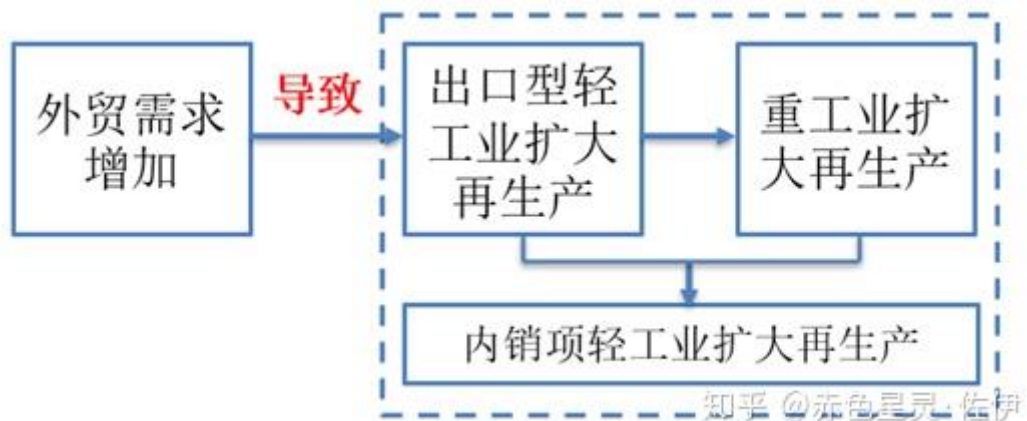 外贸需求
增加
导致
出口型轻
工业扩大
再生产
重工业扩
大再生产
内销项轻工业扩大再生产
知乎 @赤色星灵·佐伊